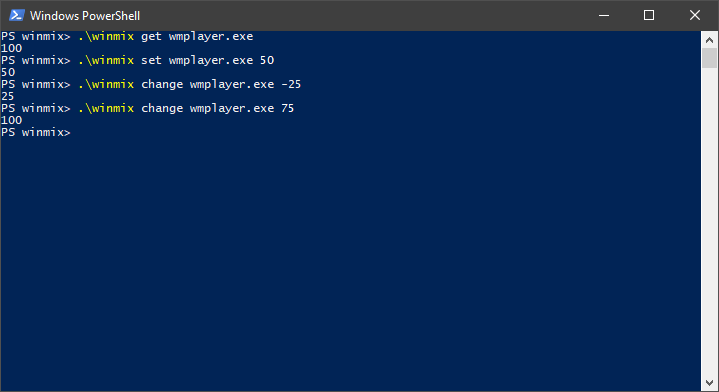 Windows PowerShell
PS winmix> .\winmix get wmplayer.exe
100
PS winmix> .\winmix set wmplayer.exe 50
50
PS winmix> .\winmix change wmplayer.exe -25
25
PS winmix> .\winmix change wmplayer.exe 75
100
PS winmix>